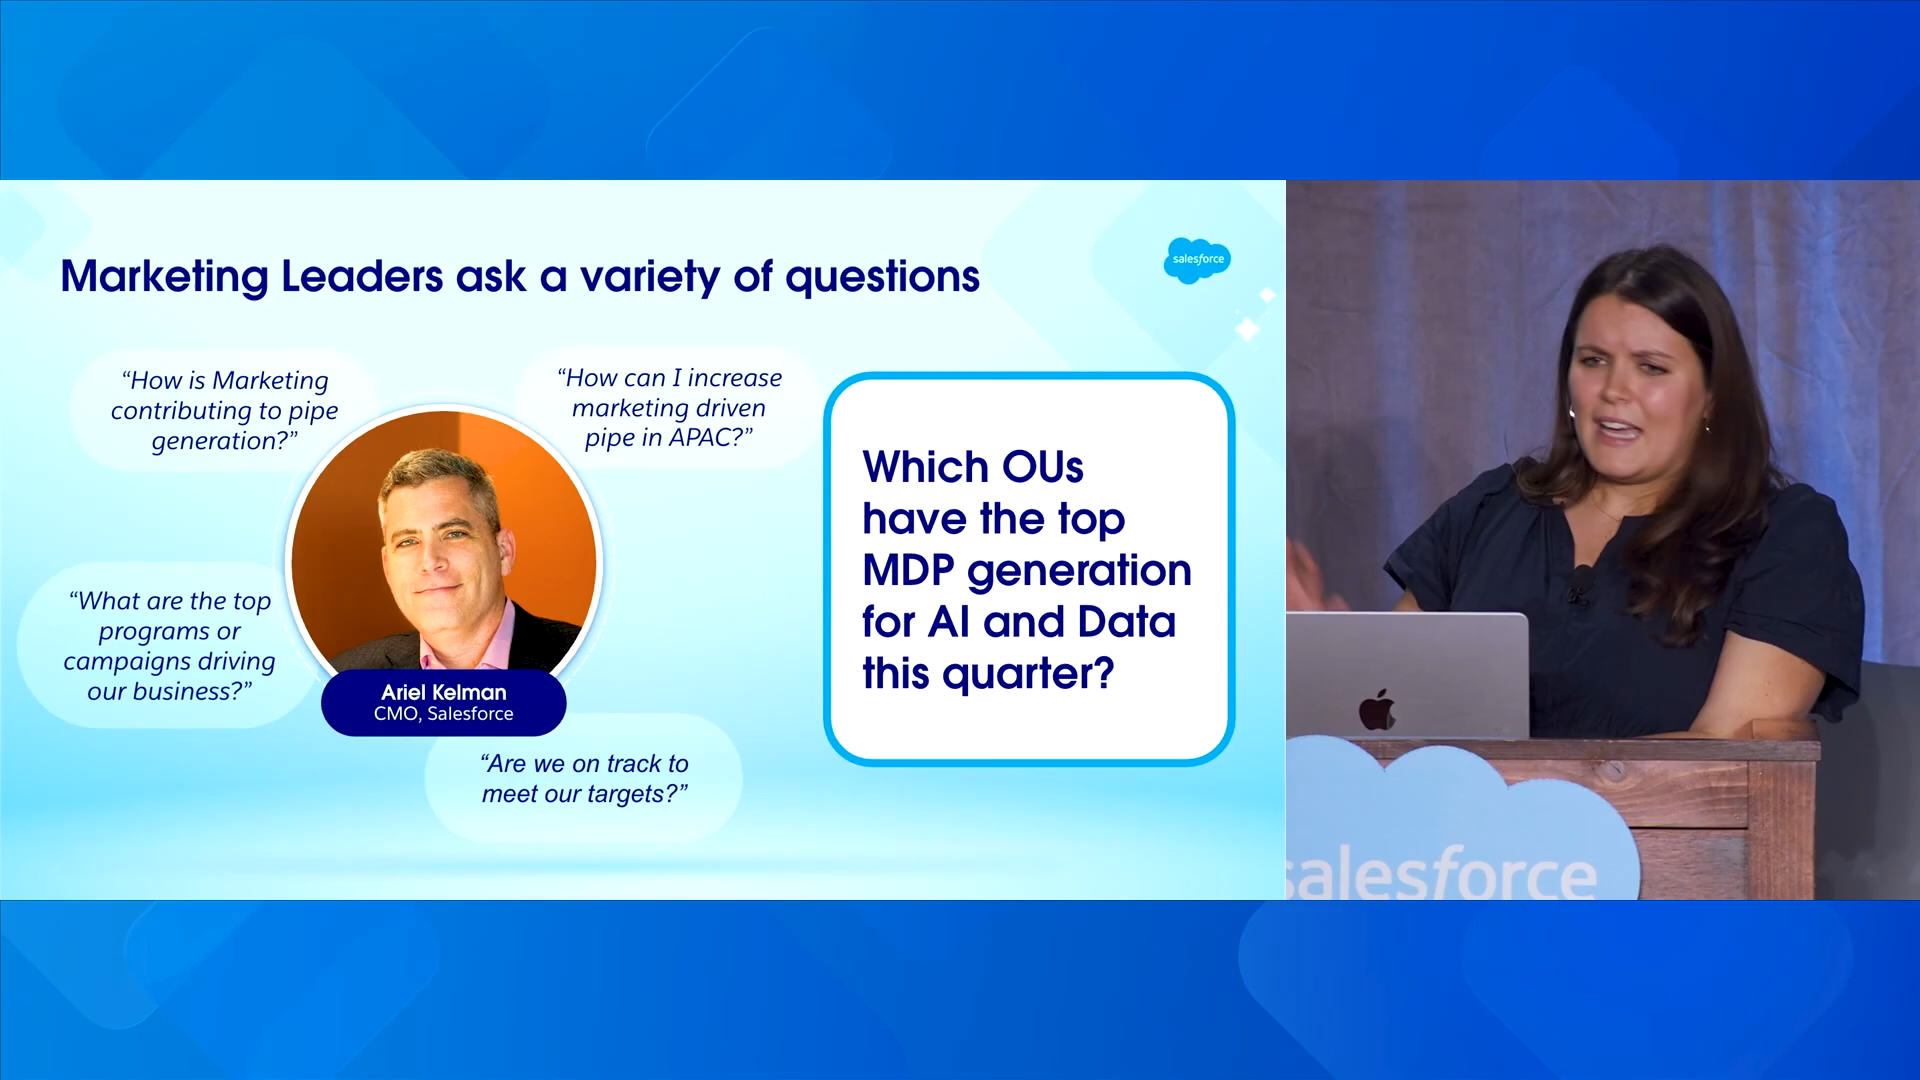 Marketing Leaders ask a variety of questions
salesforce
“How is Marketing
contributing to pipe
generation?”
“How can I increase
marketing driven
pipe in APAC?”
“What are the top
programs or
campaigns driving
our business?”
Ariel Kelman
CMO, Salesforce
“Are we on track to
meet our targets?”
Which OUs
have the top
MDP generation
for AI and Data
this quarter?
salesforce